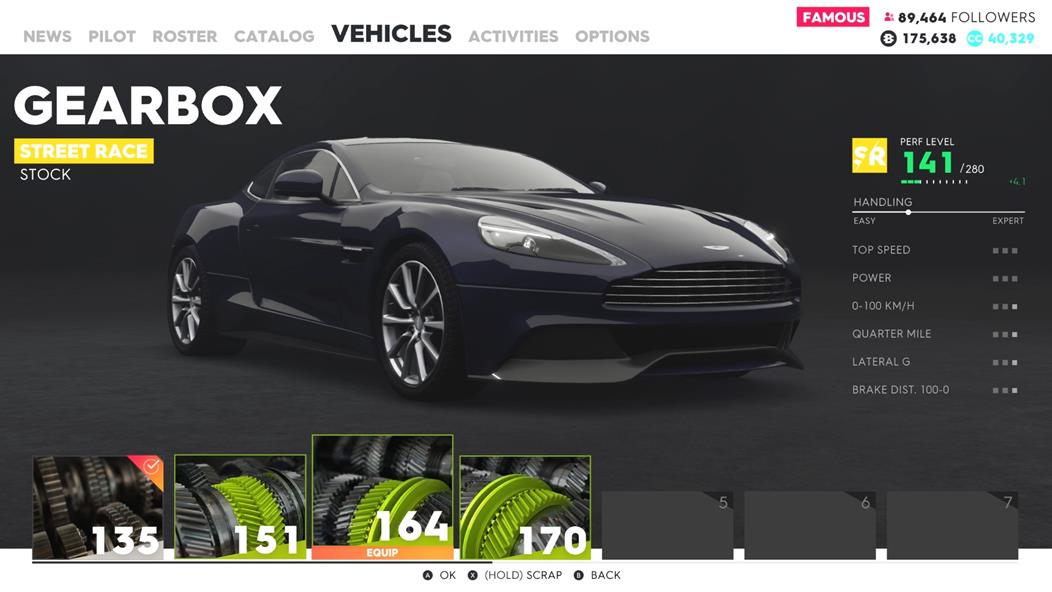 FAMOUS 89,464 FOLLOWERS
NEWS PILOT ROSTER CATALOG VEHICLES ACTIVITIES OPTIONS
175,638 CC 40,329
GEARBOX
STREET RACE
STOCK
SR
PERF LEVEL
141 /280
+4.1
HANDLING
EASY EXPERT
TOP SPEED
POWER
0-100 KM/H
QUARTER MILE
LATERAL G
BRAKE DIST. 100-0
135
151
164
EQUIP
170
5
6
7
A OK X (HOLD) SCRAP B BACK